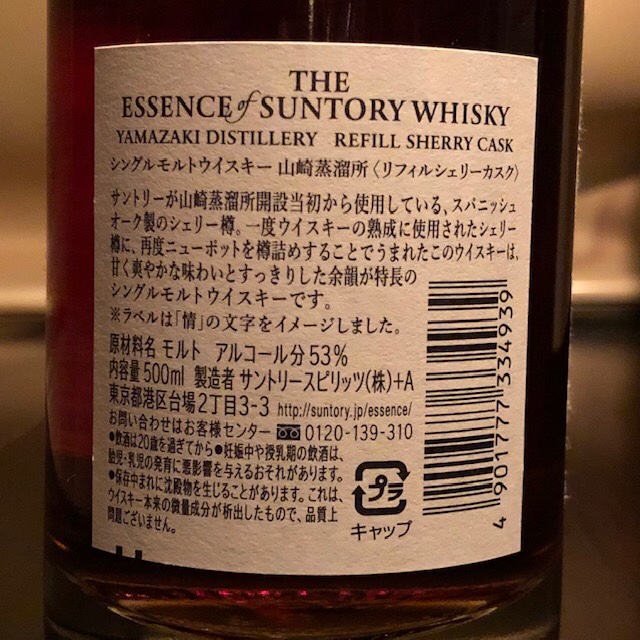 THE
ESSENCE of SUNTORY WHISKY
YAMAZAKI DISTILLERY REFILL SHERRY CASK
シングルモルトウイスキー 山崎蒸溜所〈リフィルシェリーカスク〉
サントリーが山崎蒸溜所開設当初から使用している、スパニッシュ
オーク製のシェリー樽。一度ウイスキーの熟成に使用されたシェリー
樽に、再度ニューポットを樽詰めすることでうまれたこのウイスキーは、
甘く爽やかな味わいとすっきりした余韻が特長の
シングルモルトウイスキーです。
※ラベルは「情」の文字をイメージしました。
原材料名 モルト アルコール分 53%
内容量 500ml 製造者 サントリースピリッツ(株)+A
東京都港区台場2丁目3-3 http://suntory.jp/essence/
お問い合わせはお客様センター 0120-139-310
●飲酒は20歳を過ぎてから●妊娠中や授乳期の飲酒は、
胎児・乳児の発育に悪影響を与えるおそれがあります。
●保存中まれに沈殿物を生じることがあります。これは、
ウイスキー本来の微量成分が析出したもので、品質上
問題ございません。
プラ
キャップ
4901777334939